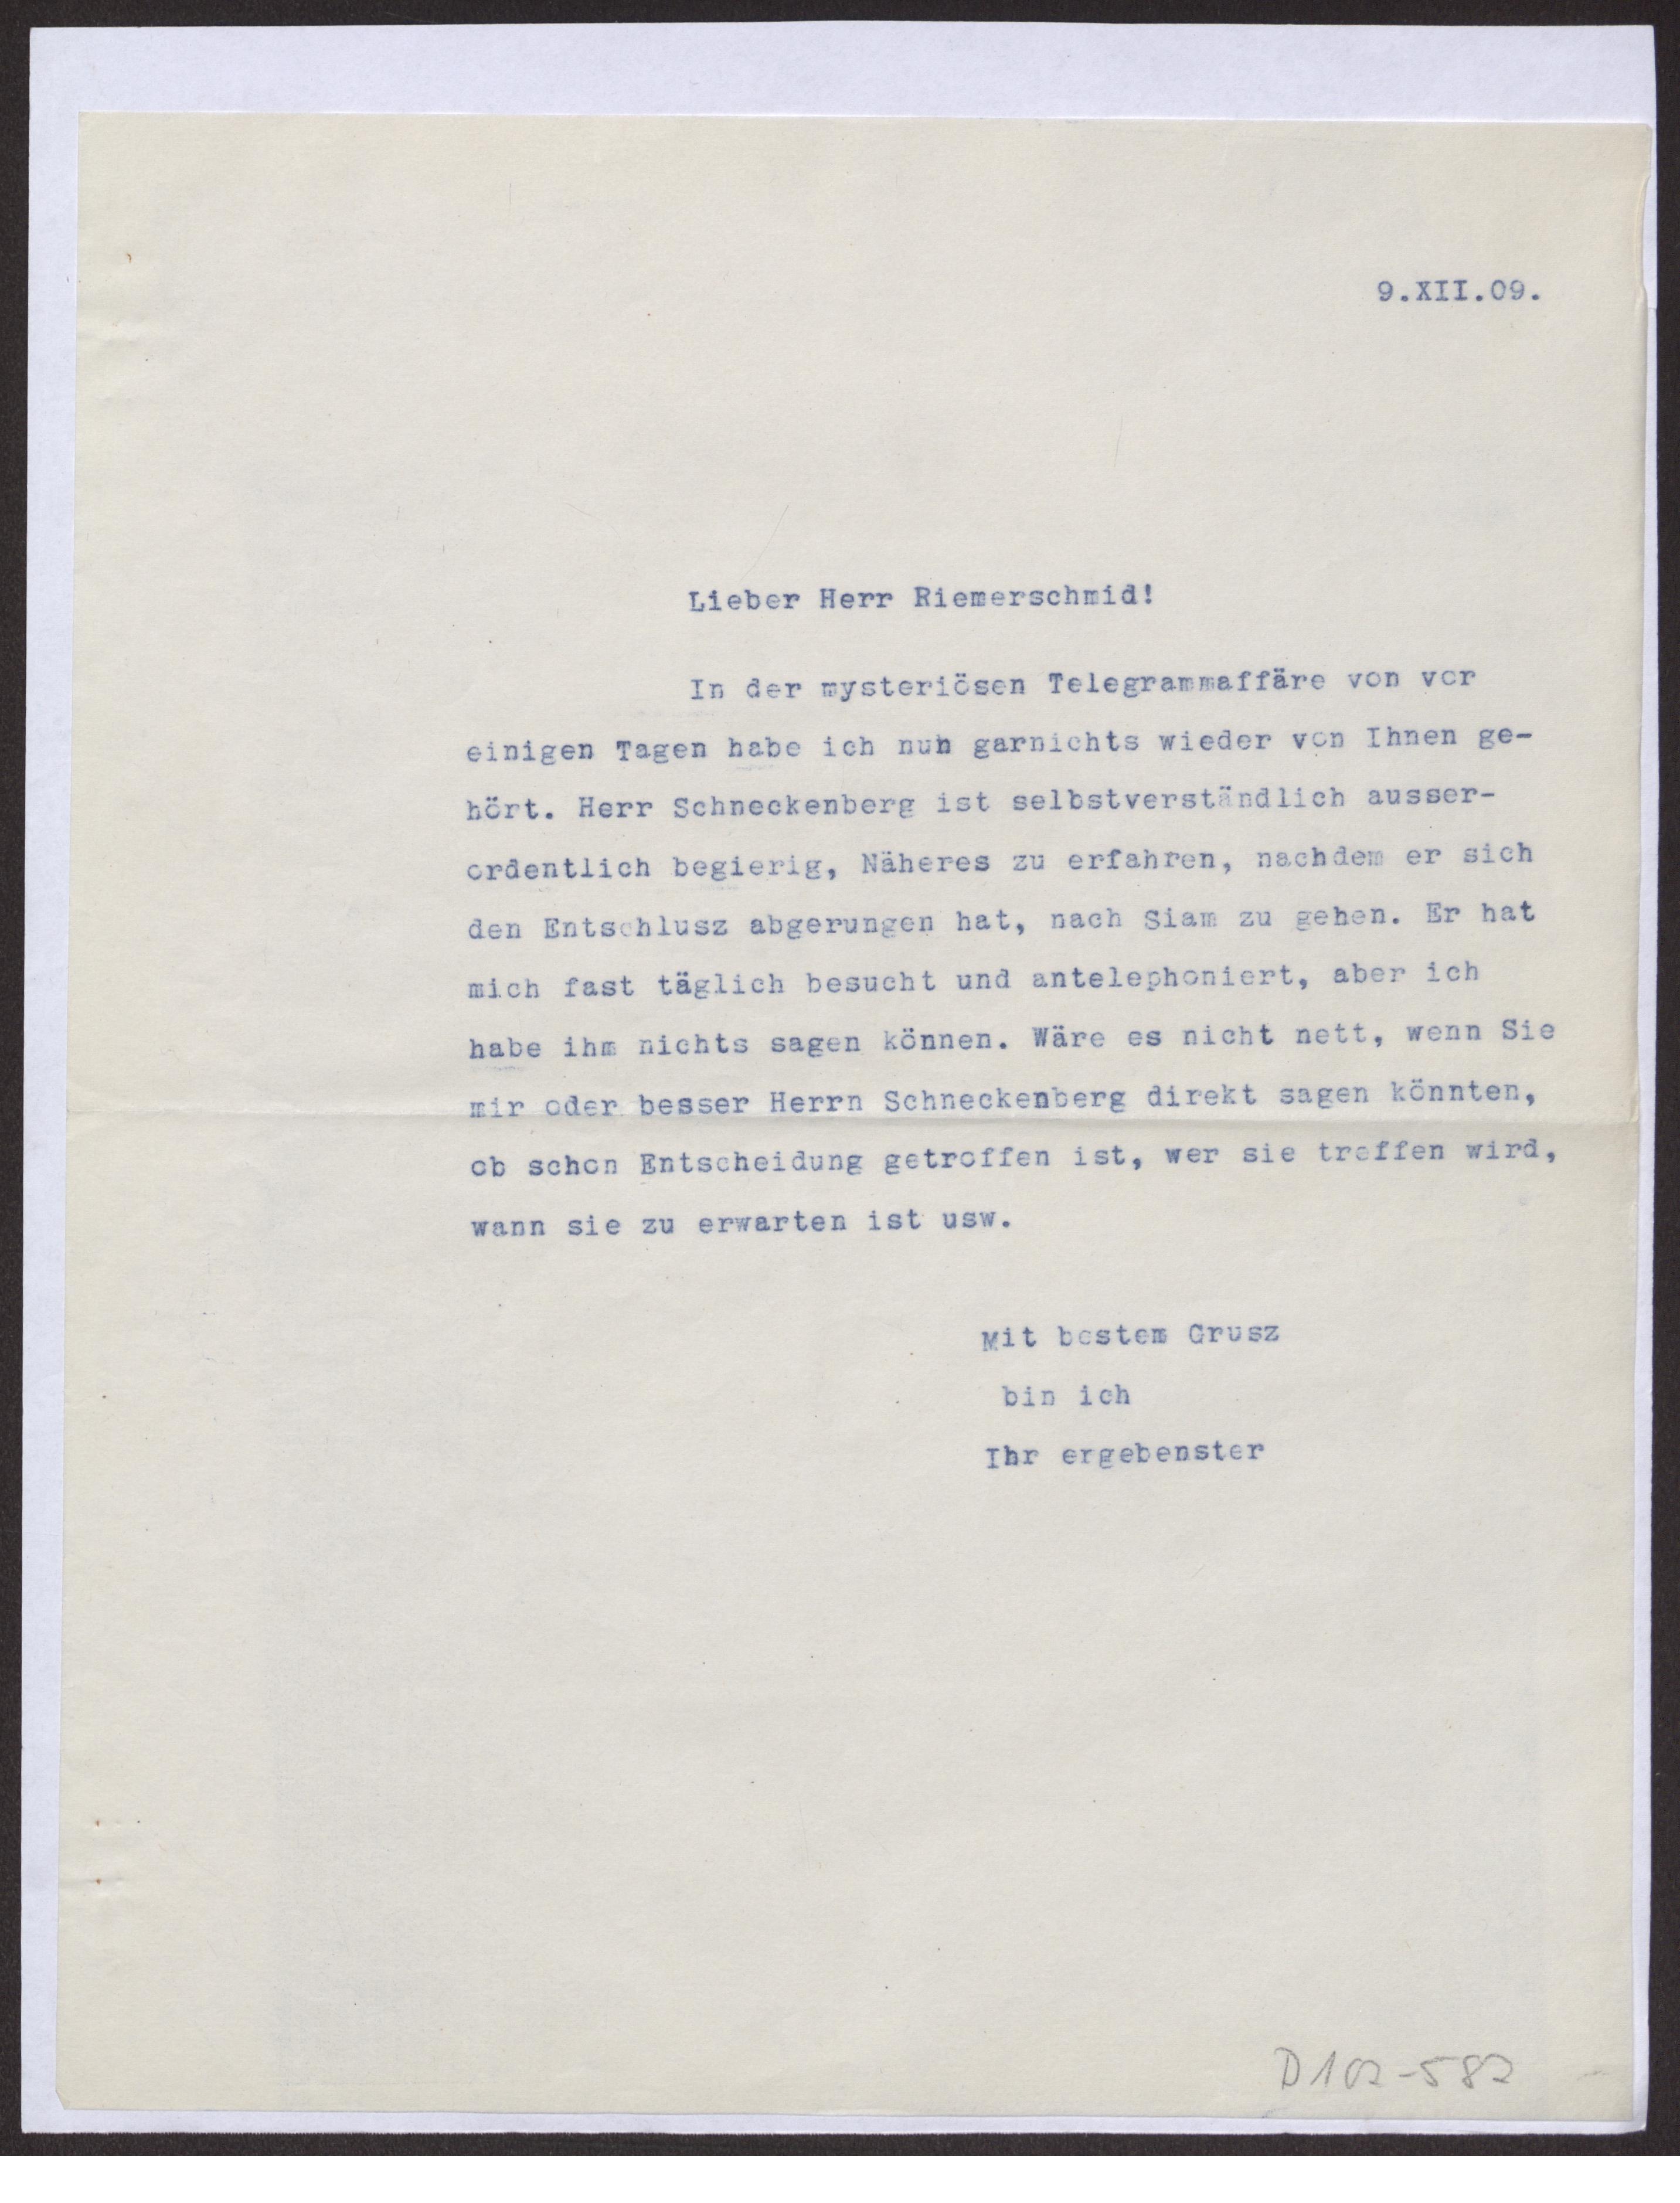 9.XII.09.
Lieber Herr Riemerschmid!
In der mysteriösen Telegrammaffäre von vor
einigen Tagen habe ich nun garnichts wieder von Ihnen ge-
hört. Herr Schneckenberg ist selbstverständlich ausser-
ordentlich begierig, Näheres zu erfahren, nachdem er sich
den Entschlusz abgerungen hat, nach Siam zu gehen. Er hat
mich fast täglich besucht und antelephoniert, aber ich
habe ihm nichts sagen können. Wäre es nicht nett, wenn Sie
mir oder besser Herrn Schneckenberg direkt sagen könnten,
ob schon Entscheidung getroffen ist, wer sie treffen wird,
wann sie zu erwarten ist usw.
Mit bestem Grusz
bin ich
Ihr ergebenster
D102-582